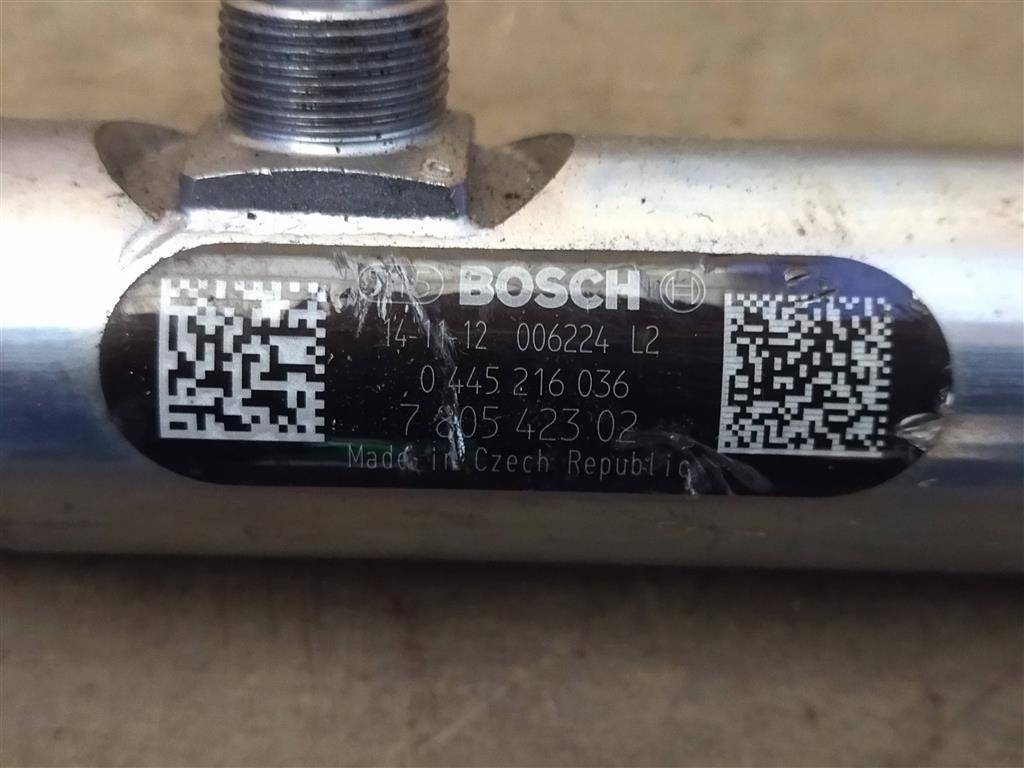 BOSCH
14-11-12 006224 L2
0 445 216 036
7 805 423 02
Made in Czech Republic